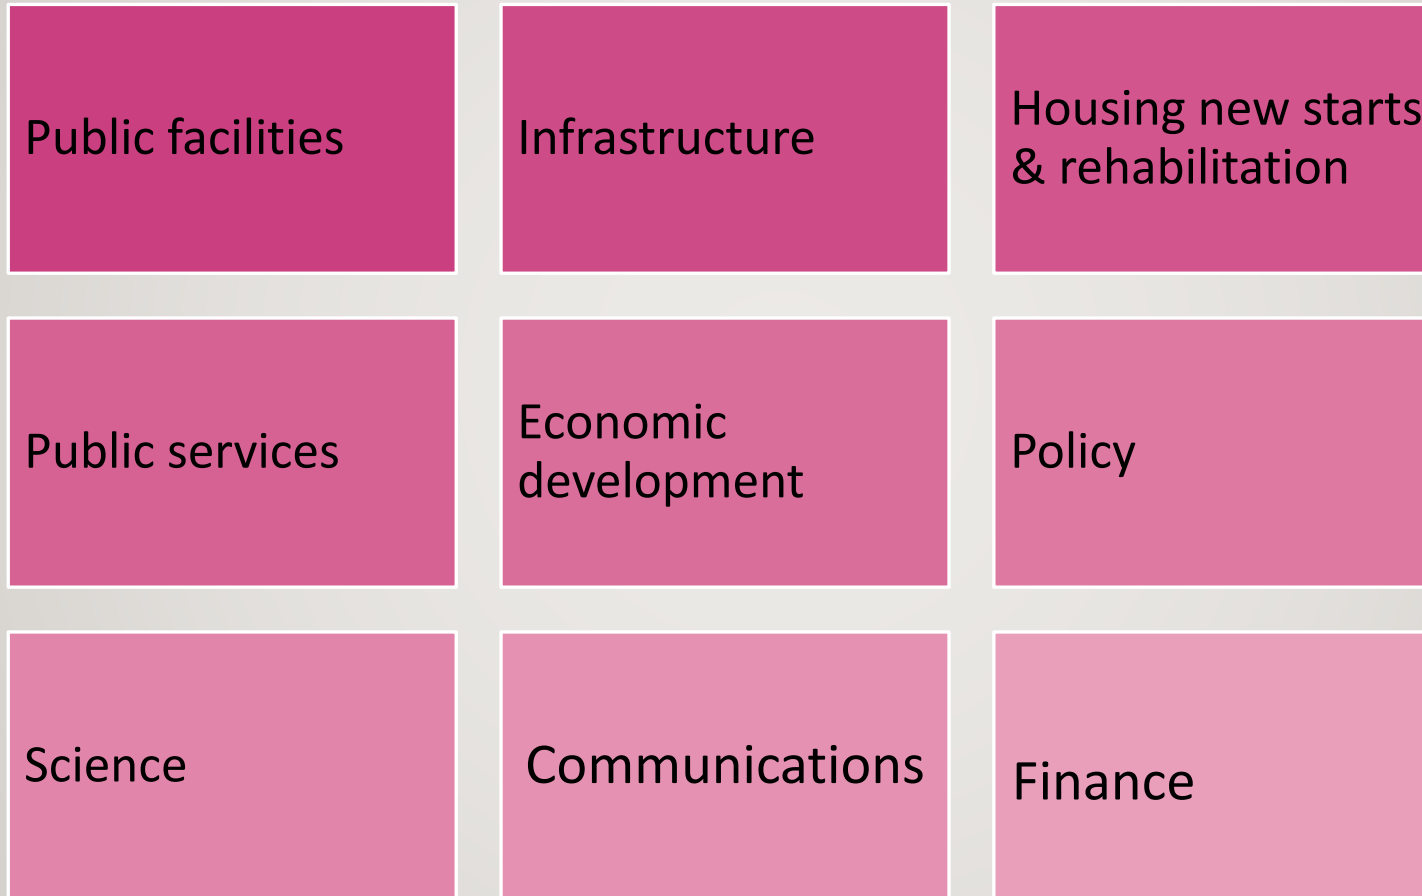 Public facilities
Infrastructure
Housing new starts
& rehabilitation
Public services
Economic
development
Policy
Science
Communications
Finance